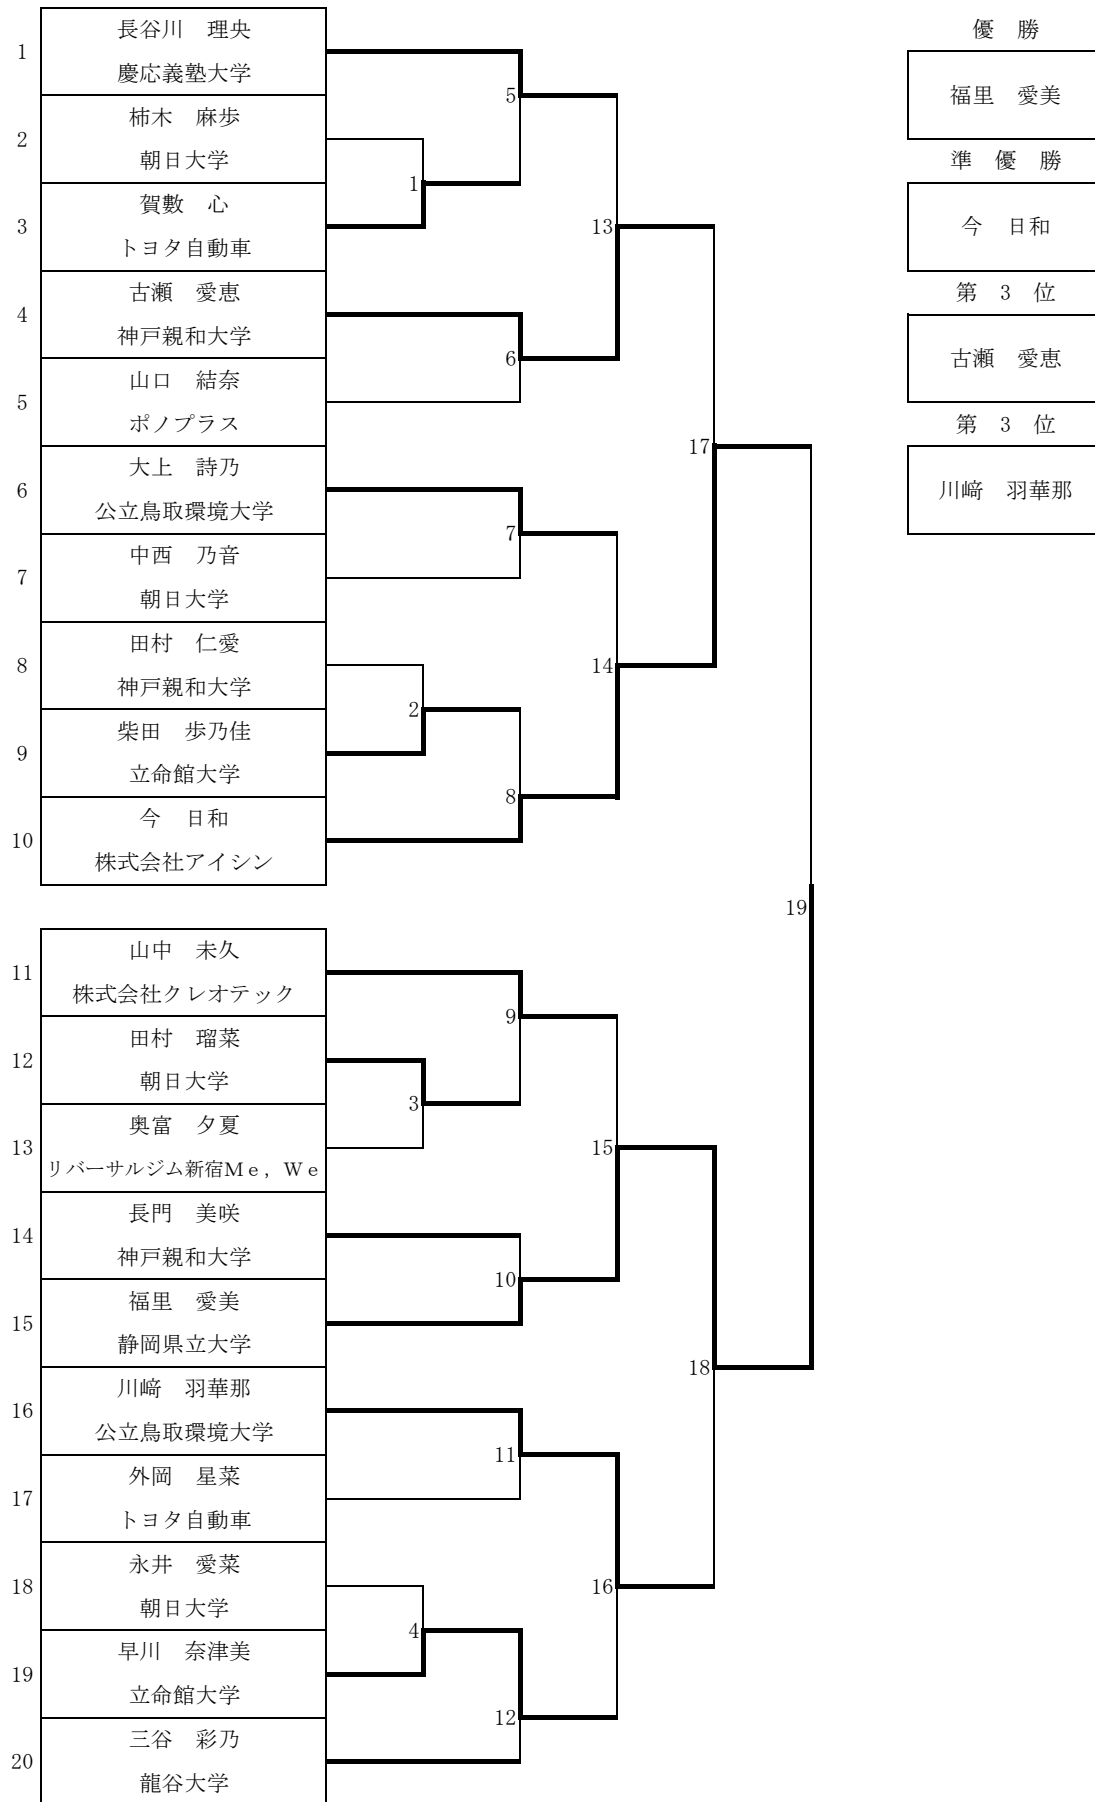 長谷川　理央
1
慶応義塾大学
5
柿木　麻歩
2
朝日大学
1
賀數　心
3
トヨタ自動車
13
古瀬　愛恵
4
神戸親和大学
6
山口　結奈
5
ポノプラス
17
大上　詩乃
6
公立鳥取環境大学
7
中西　乃音
7
朝日大学
田村　仁愛
8
神戸親和大学
14
2
柴田　歩乃佳
9
立命館大学
8
今　日和
10
株式会社アイシン
19
山中　未久
11
株式会社クレオテック
9
田村　瑠菜
12
朝日大学
3
奥富　夕夏
13
リバーサルジム新宿Ｍｅ，Ｗｅ
15
長門　美咲
14
神戸親和大学
10
福里　愛美
15
静岡県立大学
18
川﨑　羽華那
16
公立鳥取環境大学
11
外岡　星菜
17
トヨタ自動車
永井　愛菜
18
朝日大学
16
4
早川　奈津美
19
立命館大学
12
三谷　彩乃
20
龍谷大学
優　勝
福里　愛美
準　優　勝
今　日和
第　3　位
古瀬　愛恵
第　3　位
川﨑　羽華那